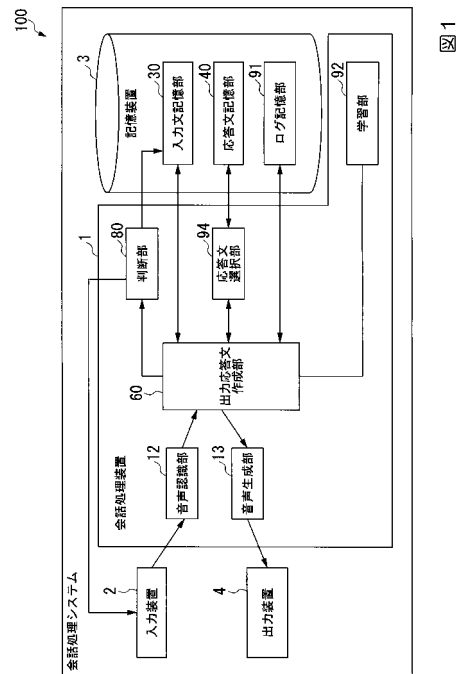 図1
100
会話処理システム
3
記憶装置
30
入力文記憶部
40
応答文記憶部
91
ログ記憶部
92
学習部
1
80
判断部
94
応答文
選択部
60
出力応答文
作成部
会話処理装置
12
音声認識部
13
音声生成部
2
入力装置
4
出力装置